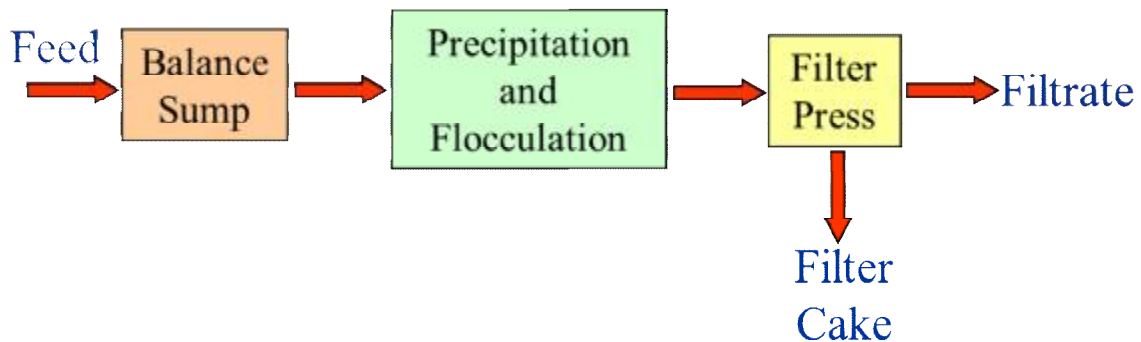 Feed
Balance
Sump
Precipitation
and
Flocculation
Filter
Press
Filtrate
Filter
Cake